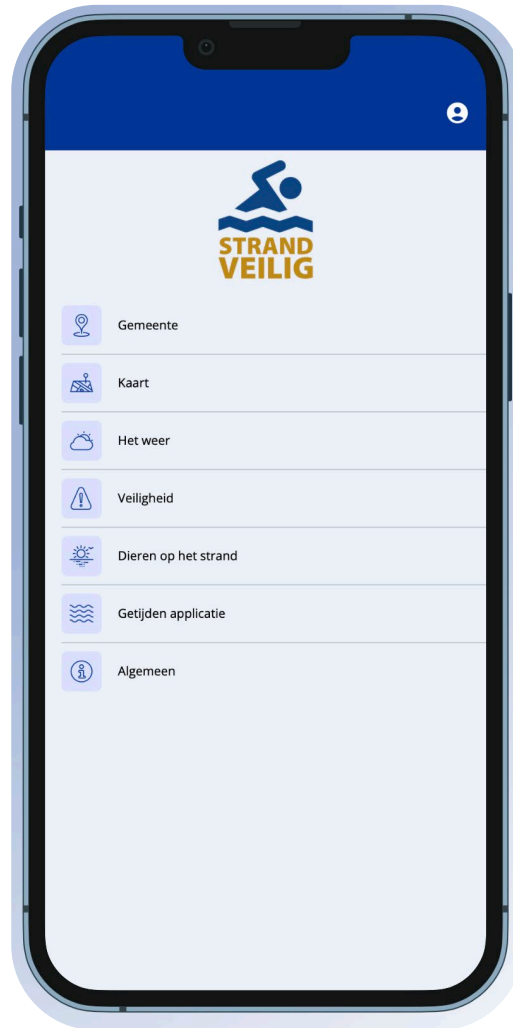 STRAND
VEILIG
Gemeente
Kaart
Het weer
Veiligheid
Dieren op het strand
Getijden applicatie
Algemeen